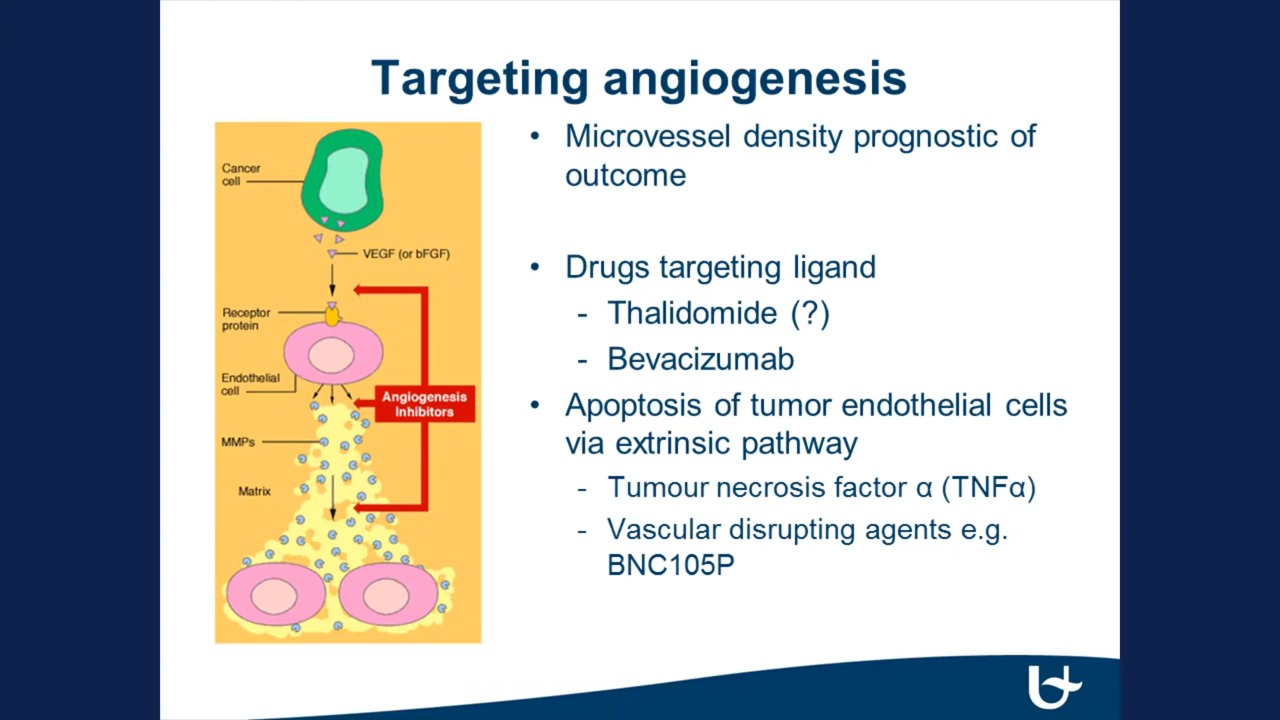 Targeting angiogenesis
Cancer
cell
VEGF (or bFGF)
Receptor
protein
Endothelial
cell
Angiogenesis
Inhibitors
MMPs
Matrix
• Microvessel density prognostic of
outcome
• Drugs targeting ligand
- Thalidomide (?)
- Bevacizumab
• Apoptosis of tumor endothelial cells
via extrinsic pathway
- Tumour necrosis factor α (TNFα)
- Vascular disrupting agents e.g.
BNC105P